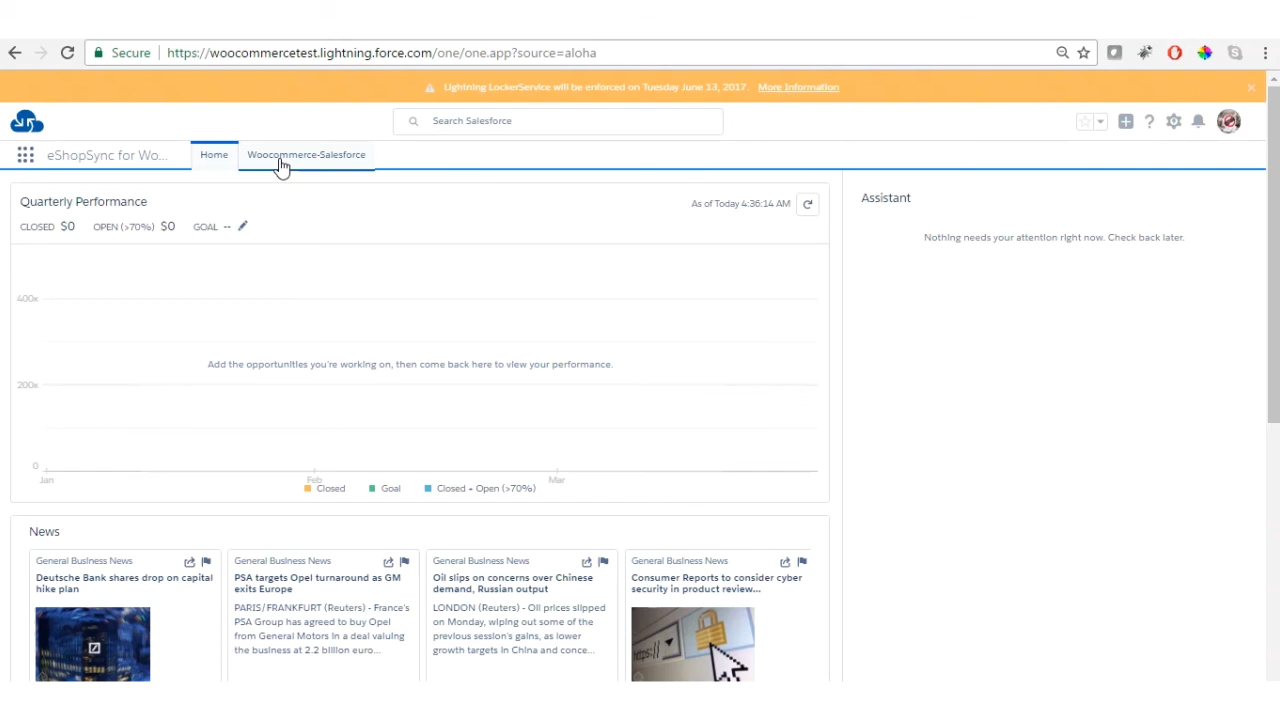 Secure https://woocommercetest.lightning.force.com/one/one.app?source=aloha
Lightning LockerService will be enforced on Tuesday June 13, 2017. More Information
Search Salesforce
eShopSync for Wo... Home Woocommerce-Salesforce
Quarterly Performance
As of Today 4:36:14 AM
CLOSED $0 OPEN (>70%) $0 GOAL --
Assistant
Nothing needs your attention right now. Check back later.
400K
Add the opportunities you're working on, then come back here to view your performance.
200K
0
Jan Feb Mar
Closed Goal Closed + Open (>70%)
News
General Business News
Deutsche Bank shares drop on capital
hike plan
General Business News
PSA targets Opel turnaround as GM
exits Europe
PARIS/FRANKFURT (Reuters) - France's
PSA Group has agreed to buy Opel
from General Motors in a deal valuing
the business at 2.2 billion euro...
General Business News
Oil slips on concerns over Chinese
demand, Russian output
LONDON (Reuters) - Oil prices slipped
on Monday, wiping out some of the
previous session's gains, as lower
growth targets in China and conce...
General Business News
Consumer Reports to consider cyber
security in product review...
https://